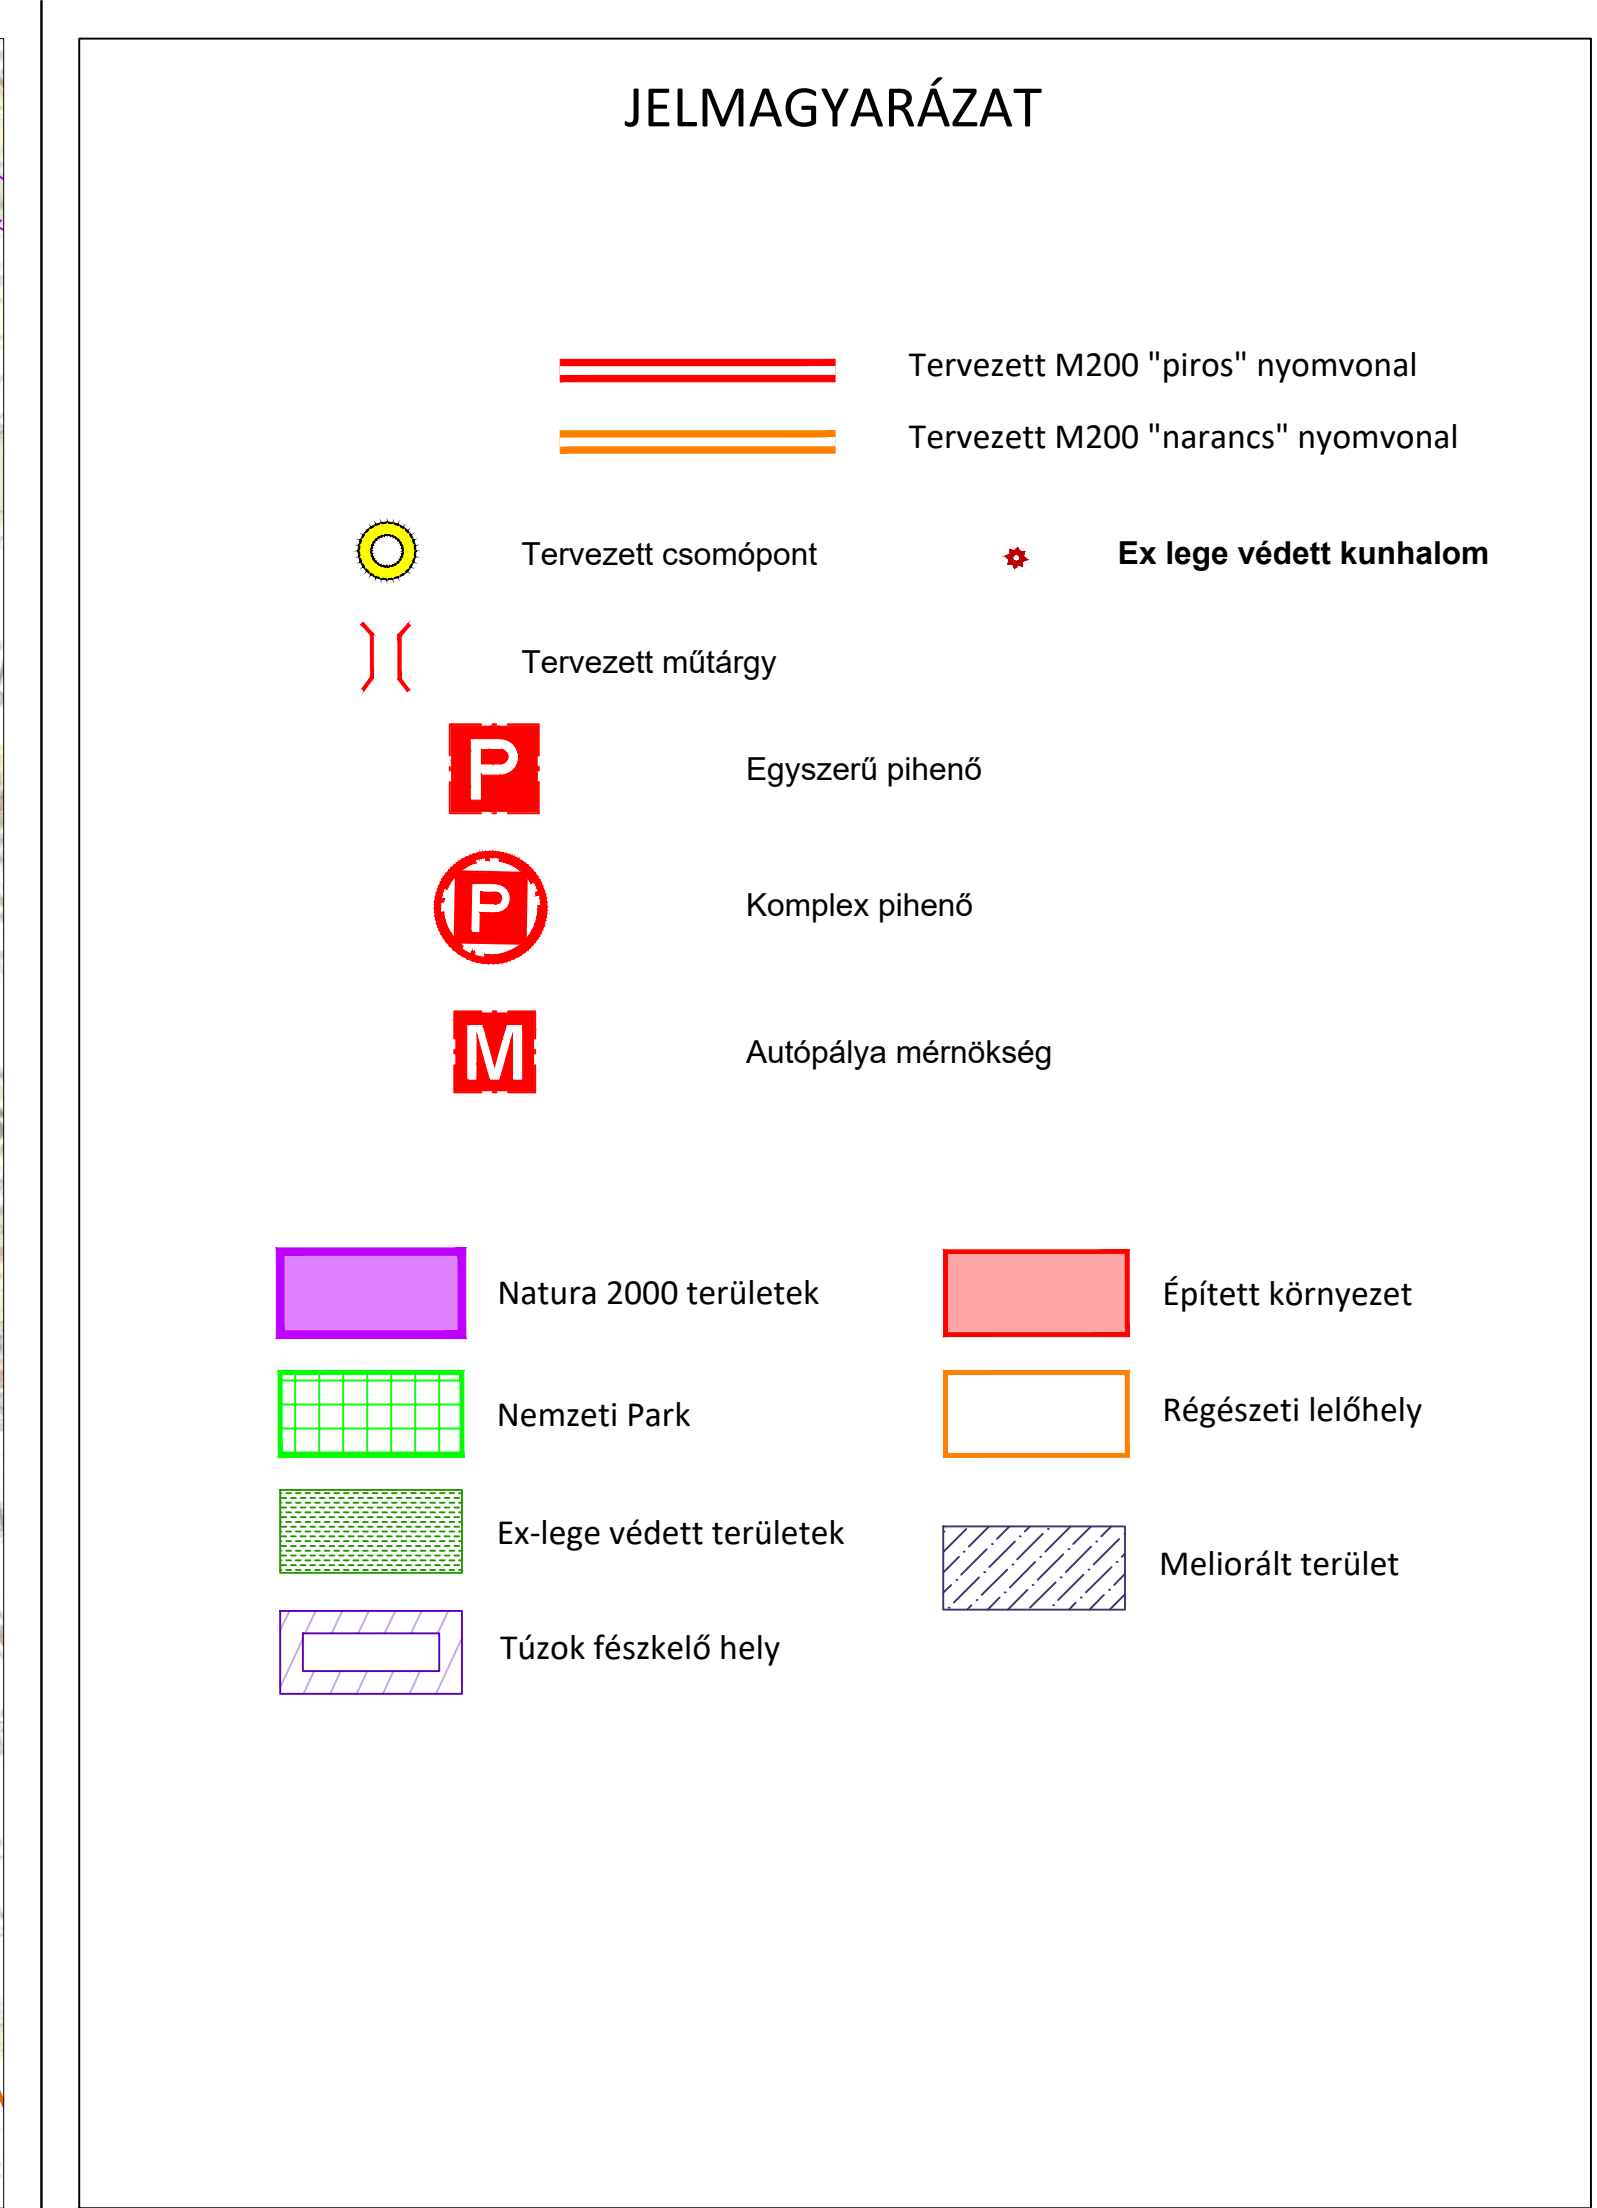 JELMAGYARÁZAT
Tervezett M200 "piros" nyomvonal
Tervezett M200 "narancs" nyomvonal
Tervezett csomópont
Ex lege védett kunhalom
Tervezett műtárgy
P
Egyszerű pihenő
P
Komplex pihenő
M
Autópálya mérnökség
Natura 2000 területek
Épített környezet
Nemzeti Park
Régészeti lelőhely
Ex-lege védett területek
Meliorált terület
Túzok fészkelő hely